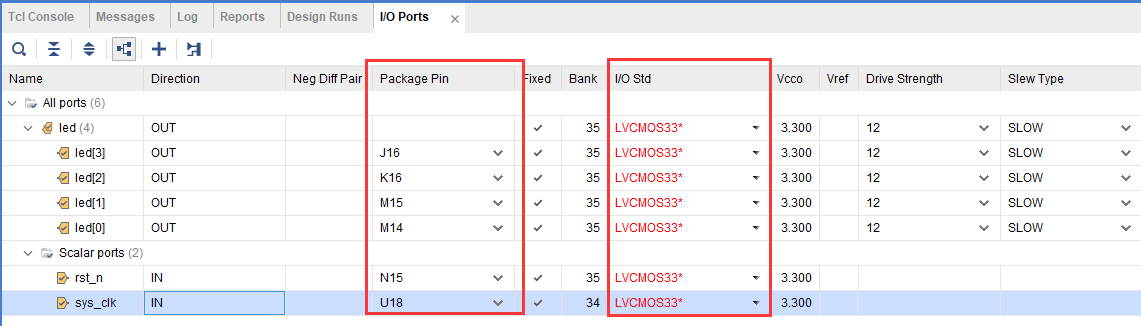 Tcl Console Messages Log Reports Design Runs I/O Ports
Name Direction Neg Diff Pair Package Pin Fixed Bank I/O Std Vcco Vref Drive Strength Slew Type
All ports (6)
led (4) OUT 35 LVCMOS33* 3.300 12 SLOW
led[3] OUT J16 35 LVCMOS33* 3.300 12 SLOW
led[2] OUT K16 35 LVCMOS33* 3.300 12 SLOW
led[1] OUT M15 35 LVCMOS33* 3.300 12 SLOW
led[0] OUT M14 35 LVCMOS33* 3.300 12 SLOW
Scalar ports (2)
rst_n IN N15 35 LVCMOS33* 3.300
sys_clk IN U18 34 LVCMOS33* 3.300